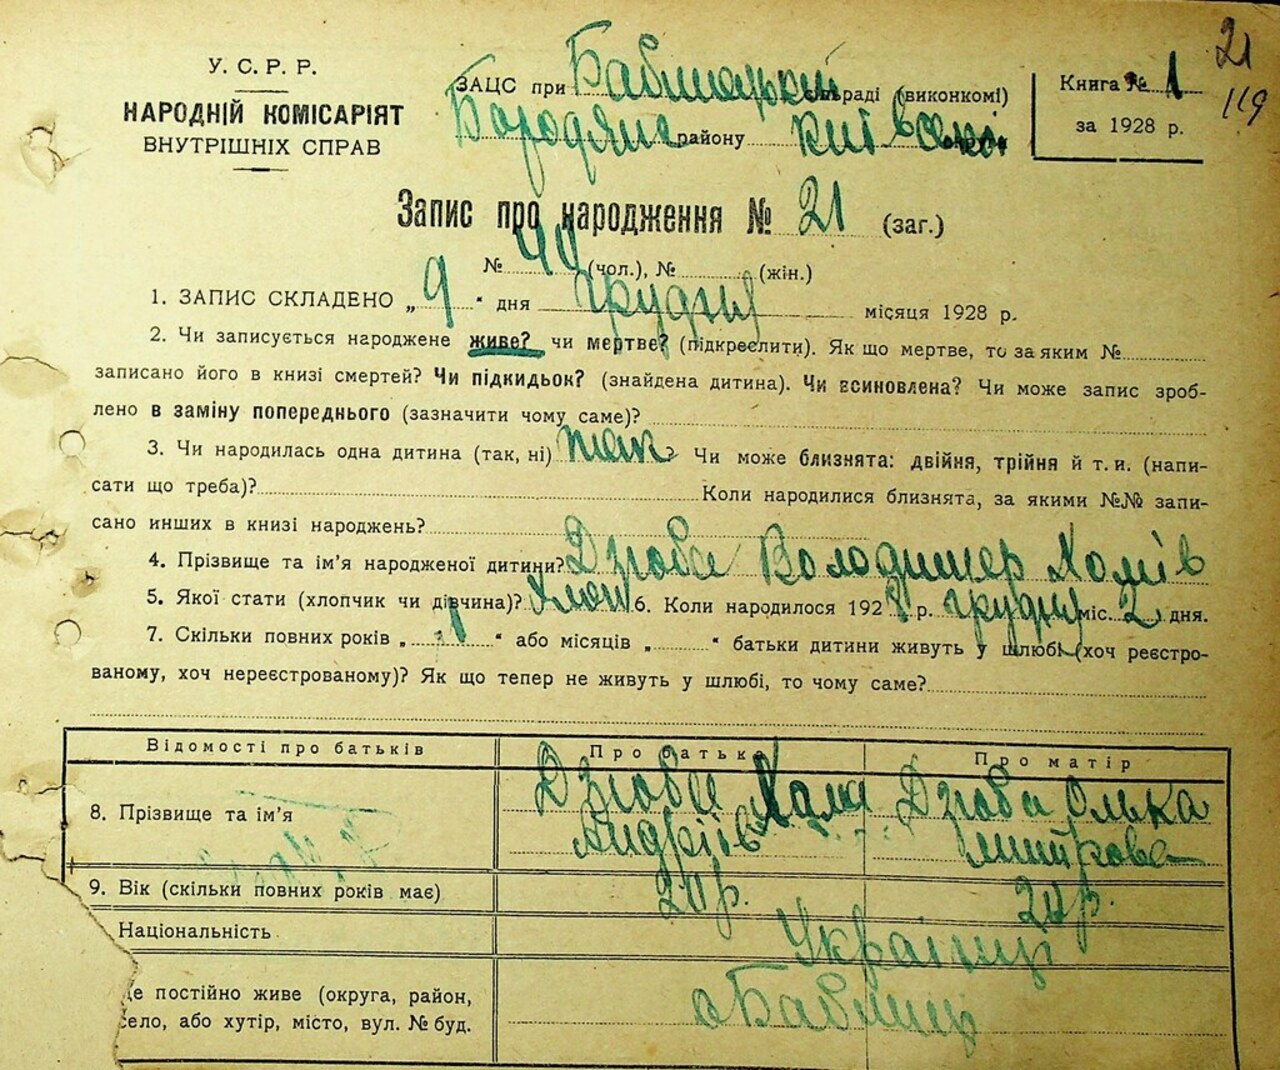 21
119
У. С. Р. Р.
НАРОДНІЙ КОМІСАРІЯТ
ВНУТРІШНІХ СПРАВ
ЗАЦС при Бабинецькій сільраді (виконкомі)
Бородянс району Київської
Книга № 1
за 1928 р.
Запис про народження № 21 (заг.)
№ (чол.), № (жін.)
1. ЗАПИС СКЛАДЕНО „ 9 “ дня грудня місяця 1928 р.
2. Чи записується народжене живе? чи мертве? (підкреслити). Як що мертве, то за яким №
записано його в книзі смертей? Чи підкидьок? (знайдена дитина). Чи всиновлена? Чи може запис зроб-
лено в заміну попереднього (зазначити чому саме)?
3. Чи народилась одна дитина (так, ні) так Чи може близнята: двійня, трійня й т. и. (напи-
сати що треба)? Коли народилися близнята, за якими №№ запи-
сано инших в книзі народжень?
4. Прізвище та ім’я народженої дитини? Дзюба Володимер Хомів
5. Якої стати (хлопчик чи дівчина)? Хлоп 6. Коли народилося 1928 р. грудня міс. 2 дня.
7. Скільки повних років „ 1 “ або місяців „ “ батьки дитини живуть у шлюбі (хоч реєстро-
ваному, хоч нереєстрованому)? Як що тепер не живуть у шлюбі, то чому саме?
Відомості про батьків Про батька Про матір
8. Прізвище та ім’я Дзюба Хома Дзюба Олька
Андріїв Митрова
9. Вік (скільки повних років має) 20 р. 20 р.
Національність Українці
Де постійно живе (округа, район,
село, або хутір, місто, вул. № буд. с Бабинці